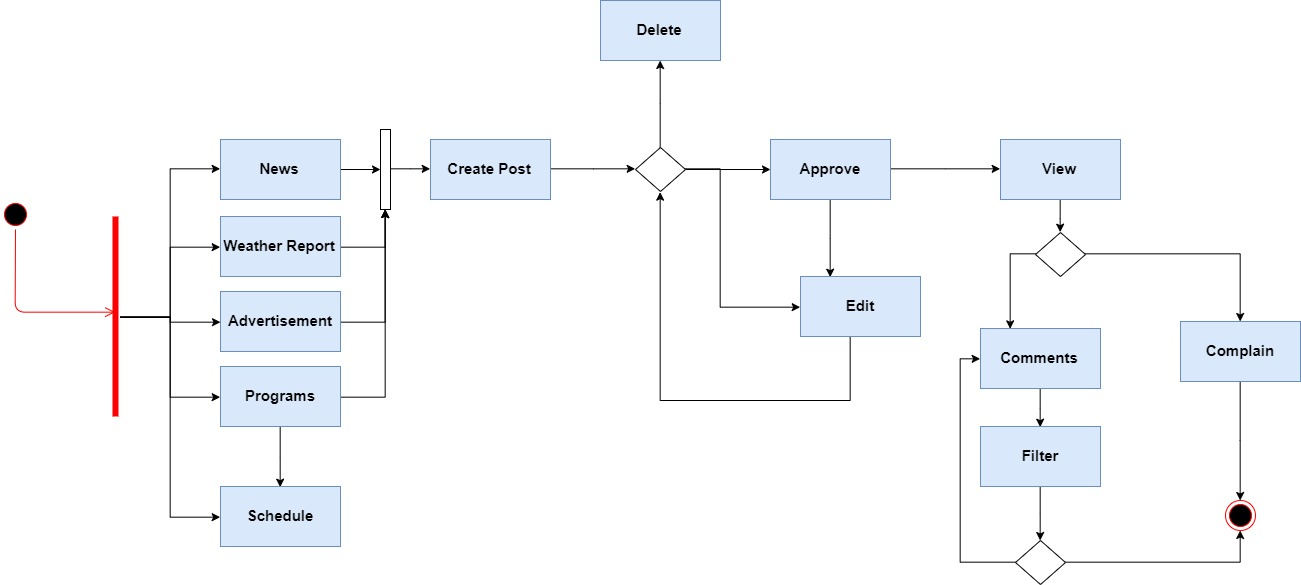 Delete
News
Create Post
Approve
View
Weather Report
Advertisement
Edit
Programs
Comments
Complain
Filter
Schedule